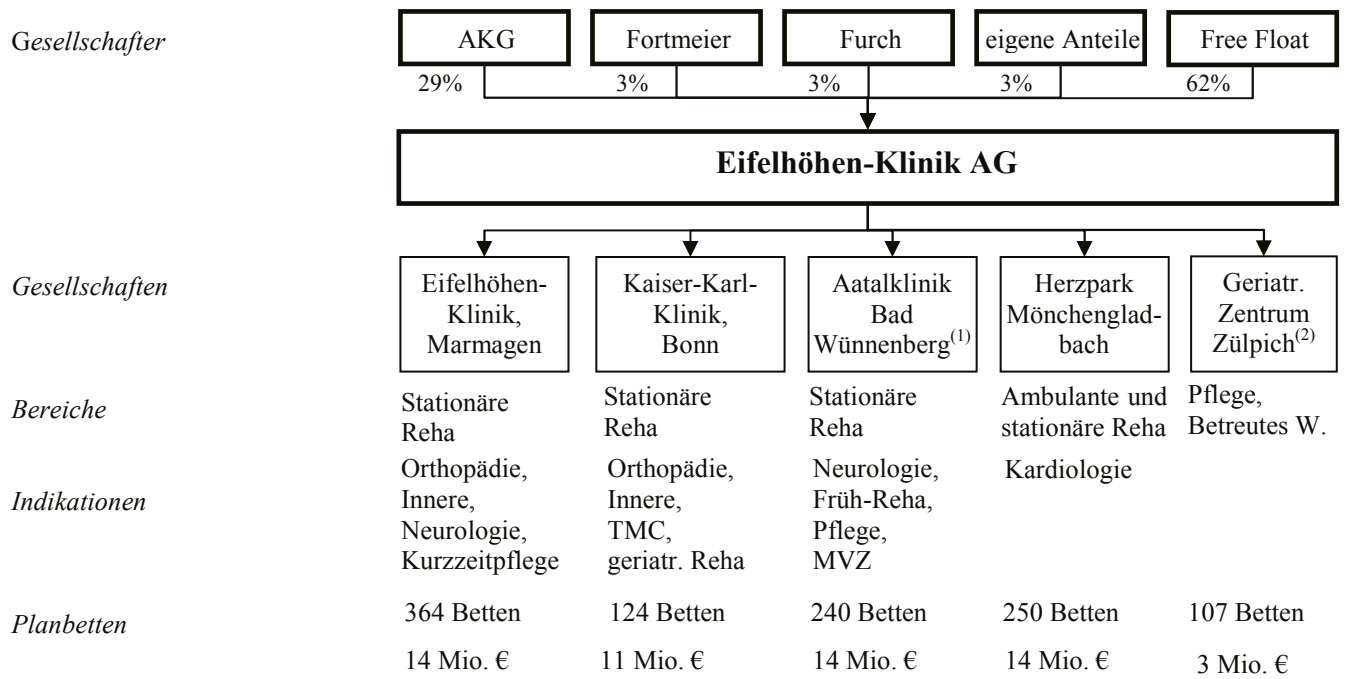 Gesellschafter
AKG Fortmeier Furch eigene Anteile Free Float
29% 3% 3% 3% 62%
Eifelhöhen-Klinik AG
Gesellschaften
Eifelhöhen-
Klinik,
Marmagen
Kaiser-Karl-
Klinik,
Bonn
Aatalklinik
Bad
Wünnenberg(1)
Herzpark
Mönchenglad-
bach
Geriatr.
Zentrum
Zülpich(2)
Bereiche
Stationäre
Reha
Stationäre
Reha
Stationäre
Reha
Ambulante und
stationäre Reha
Pflege,
Betreutes W.
Indikationen
Orthopädie,
Innere,
Neurologie,
Kurzzeitpflege
Orthopädie,
Innere,
TMC,
geriatr. Reha
Neurologie,
Früh-Reha,
Pflege,
MVZ
Kardiologie
Planbetten
364 Betten 124 Betten 240 Betten 250 Betten 107 Betten
14 Mio. € 11 Mio. € 14 Mio. € 14 Mio. € 3 Mio. €